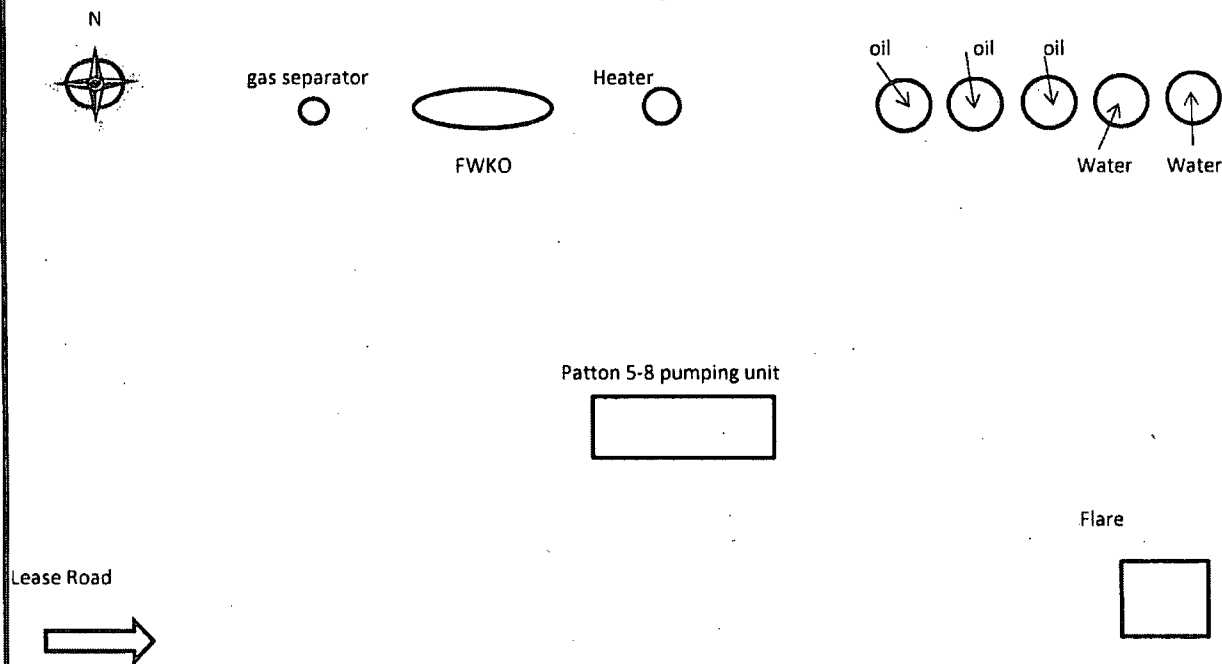 N
oil oil oil
gas separator Heater
FWKO Water Water
Patton 5-8 pumping unit
Flare
Lease Road